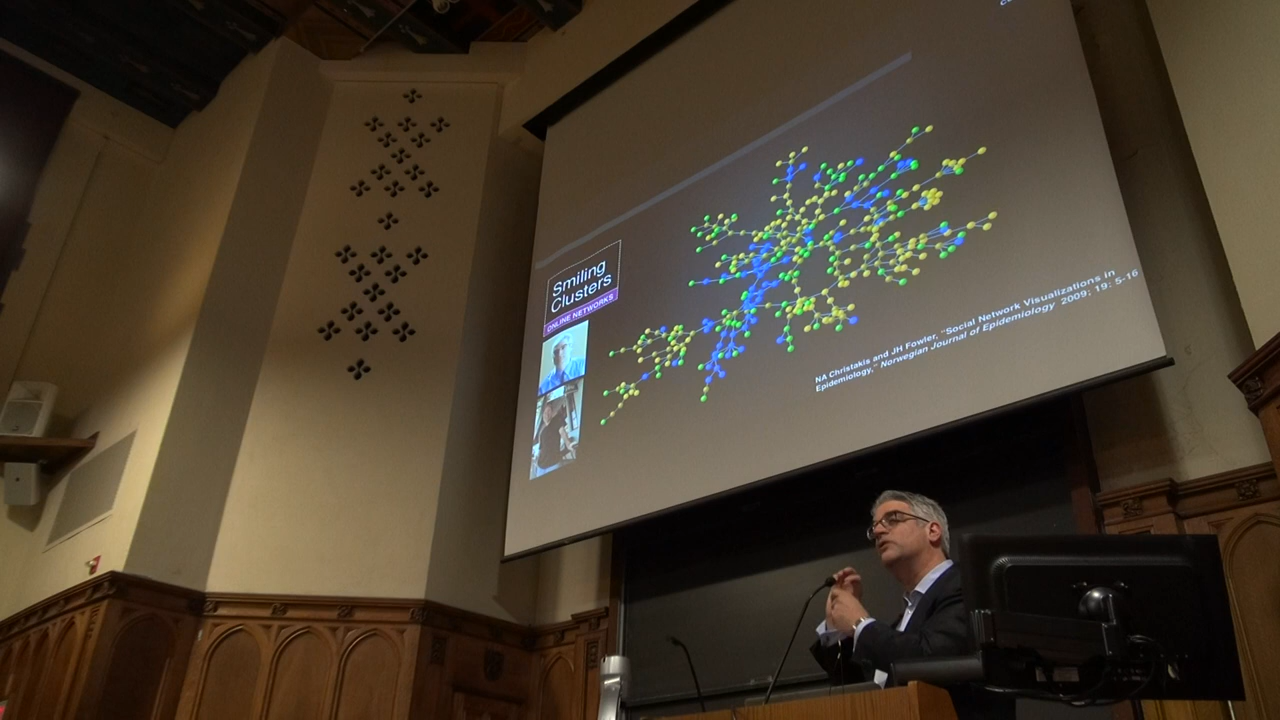 Smiling
Clusters
ONLINE NETWORKS
NA Christakis and JH Fowler, "Social Network Visualizations in
Epidemiology," Norwegian Journal of Epidemiology 2009; 19: 5-16